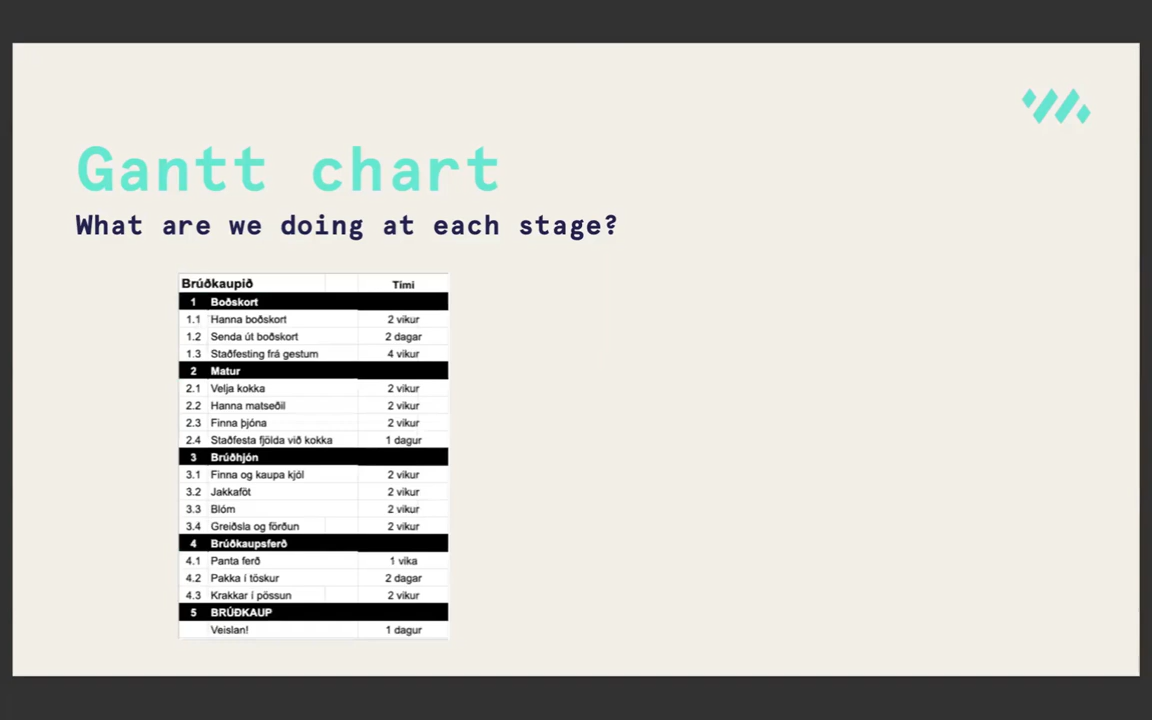 Gantt chart
What are we doing at each stage?
Brúðkaupið Tími
1 Boðskort
1.1 Hanna boðskort 2 vikur
1.2 Senda út boðskort 2 dagar
1.3 Staðfesting frá gestum 4 vikur
2 Matur
2.1 Velja kokka 2 vikur
2.2 Hanna matseðil 2 vikur
2.3 Finna þjóna 2 vikur
2.4 Staðfesta fjölda við kokka 1 dagur
3 Brúðhjón
3.1 Finna og kaupa kjól 2 vikur
3.2 Jakkaföt 2 vikur
3.3 Blóm 2 vikur
3.4 Greiðsla og förðun 2 vikur
4 Brúðkaupsferð
4.1 Panta ferð 1 vika
4.2 Pakka í töskur 2 dagar
4.3 Krakkar í pössun 2 vikur
5 BRÚÐKAUP
Veislan! 1 dagur